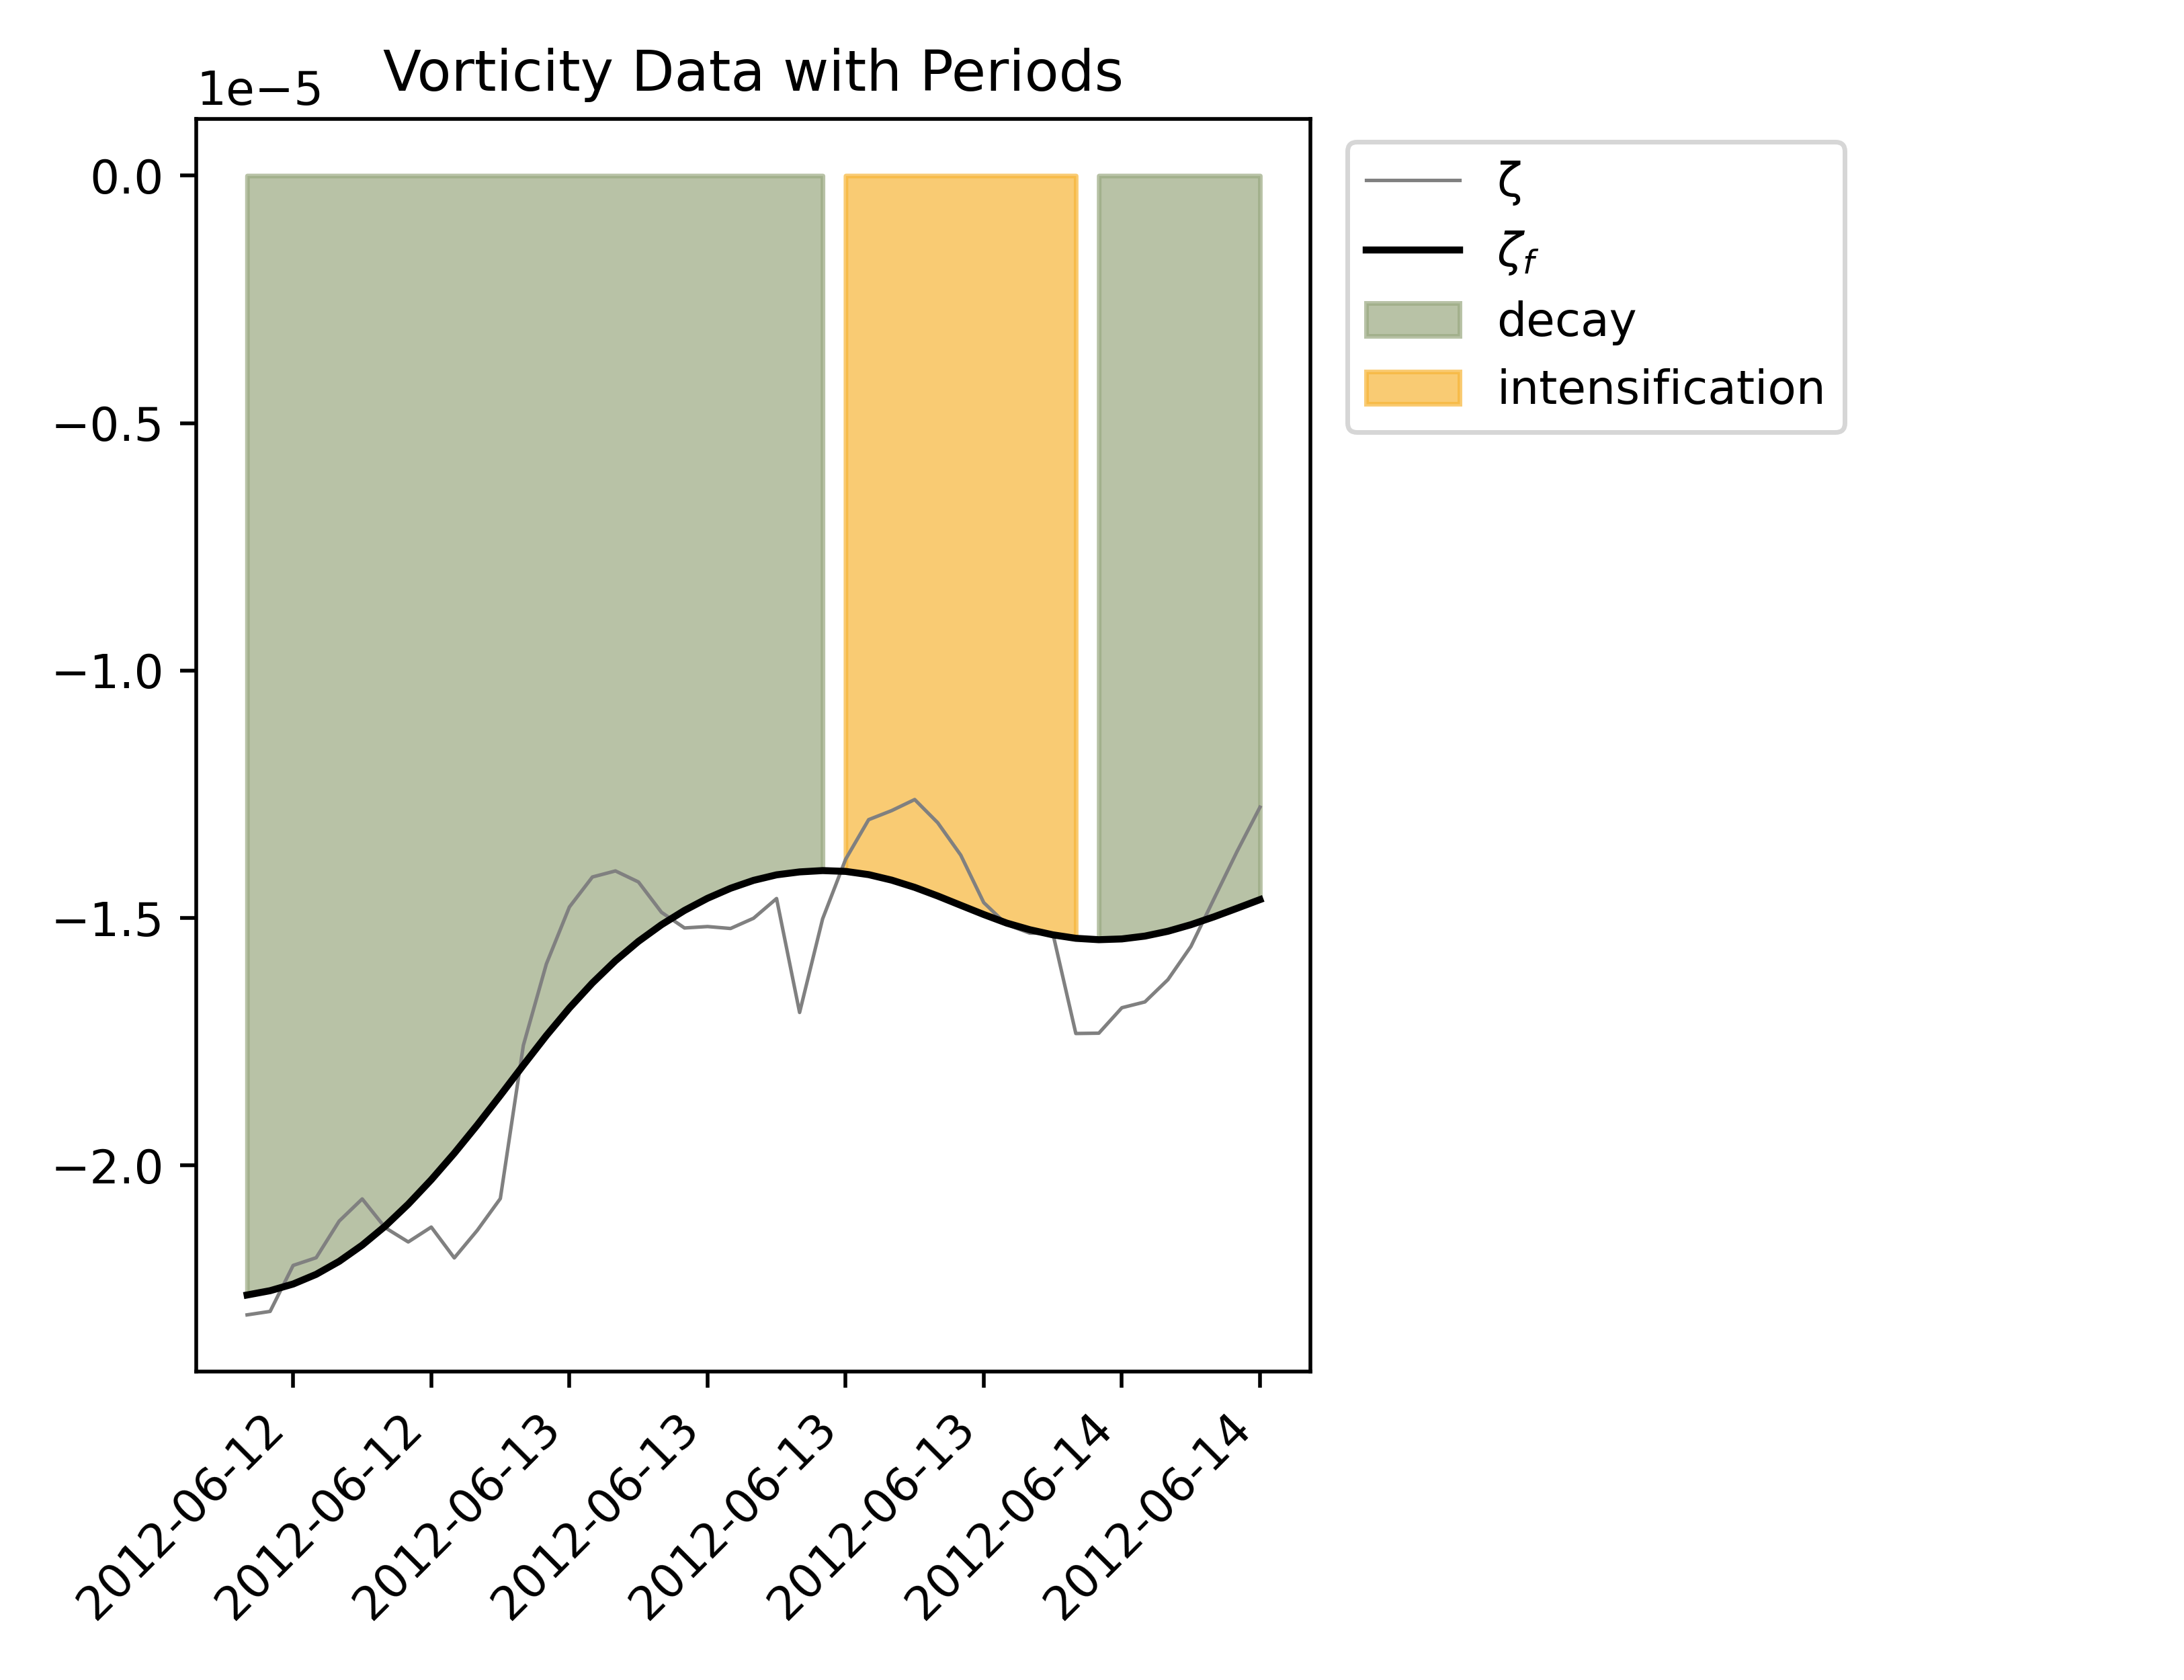 Vorticity Data with Periods
1e−5
0.0
−0.5
−1.0
−1.5
−2.0
2012-06-12
2012-06-12
2012-06-13
2012-06-13
2012-06-13
2012-06-13
2012-06-14
2012-06-14
ζ
ζf
decay
intensification